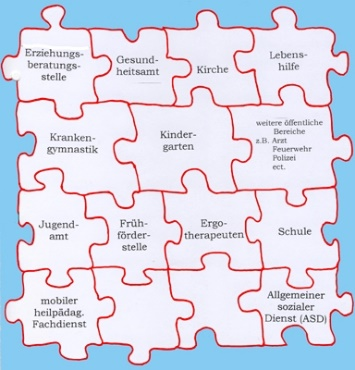 Erziehungs-
beratungs-
stelle
Gesund-
heitsamt
Kirche
Lebens-
hilfe
Kranken-
gymnastik
Kinder-
garten
weitere öffentliche
Bereiche
z.B. Arzt
Feuerwehr
Polizei
ect.
Jugend-
amt
Früh-
förder-
stelle
Ergo-
therapeuten
Schule
mobiler
heilpädag.
Fachdienst
Allgemeiner
sozialer
Dienst (ASD)